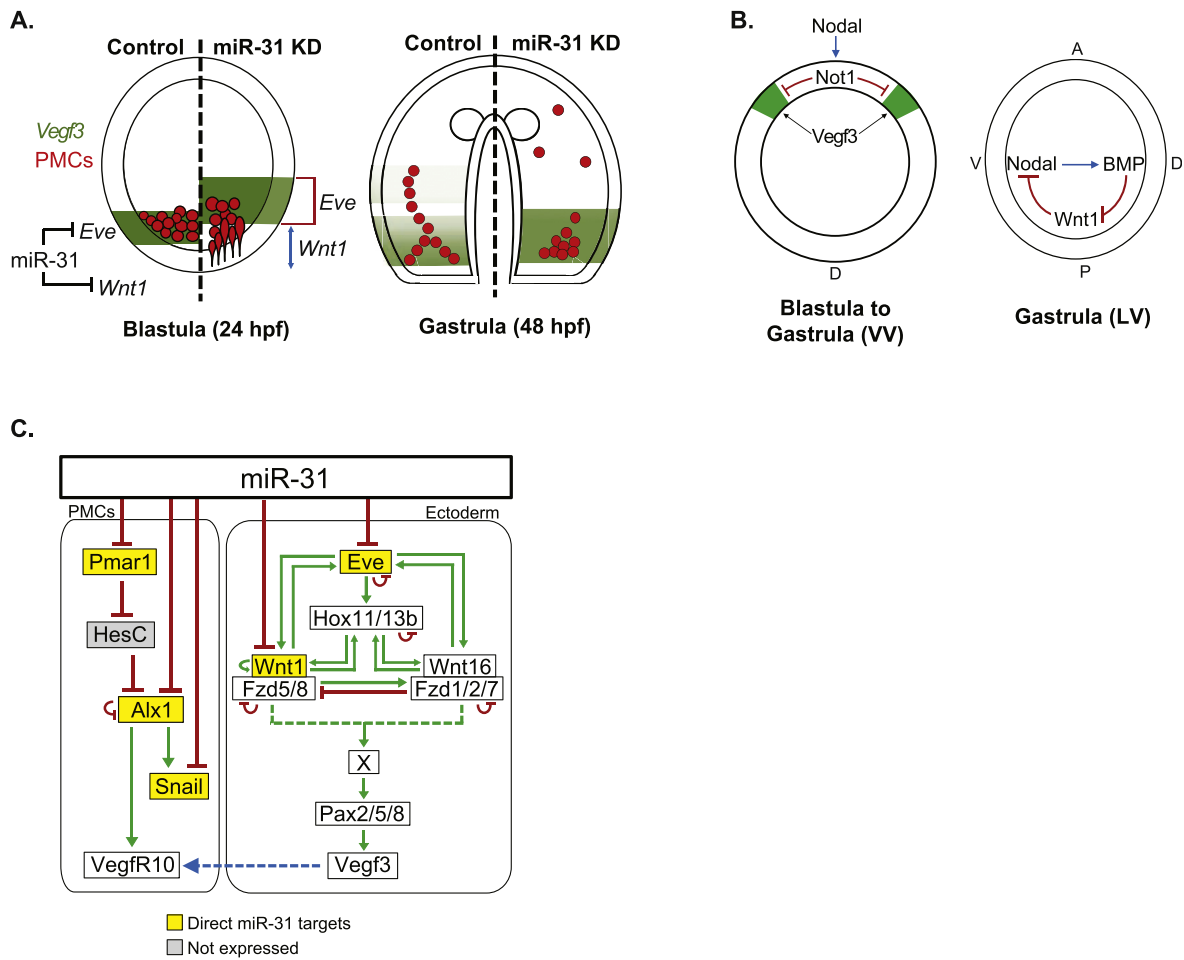 A.
Control
miR-31 KD
Vegf3
PMCs
Eve
miR-31
Wnt1
Eve
Wnt1
Blastula (24 hpf)
Control
miR-31 KD
Gastrula (48 hpf)
B.
Nodal
Not1
Vegf3
D
Blastula to
Gastrula (VV)
A
V
Nodal
BMP
D
Wnt1
P
Gastrula (LV)
C.
miR-31
PMCs
Ectoderm
Pmar1
HesC
Alx1
Snail
VegfR10
Eve
Hox11/13b
Wnt1
Wnt16
Fzd5/8
Fzd1/2/7
X
Pax2/5/8
Vegf3
Direct miR-31 targets
Not expressed